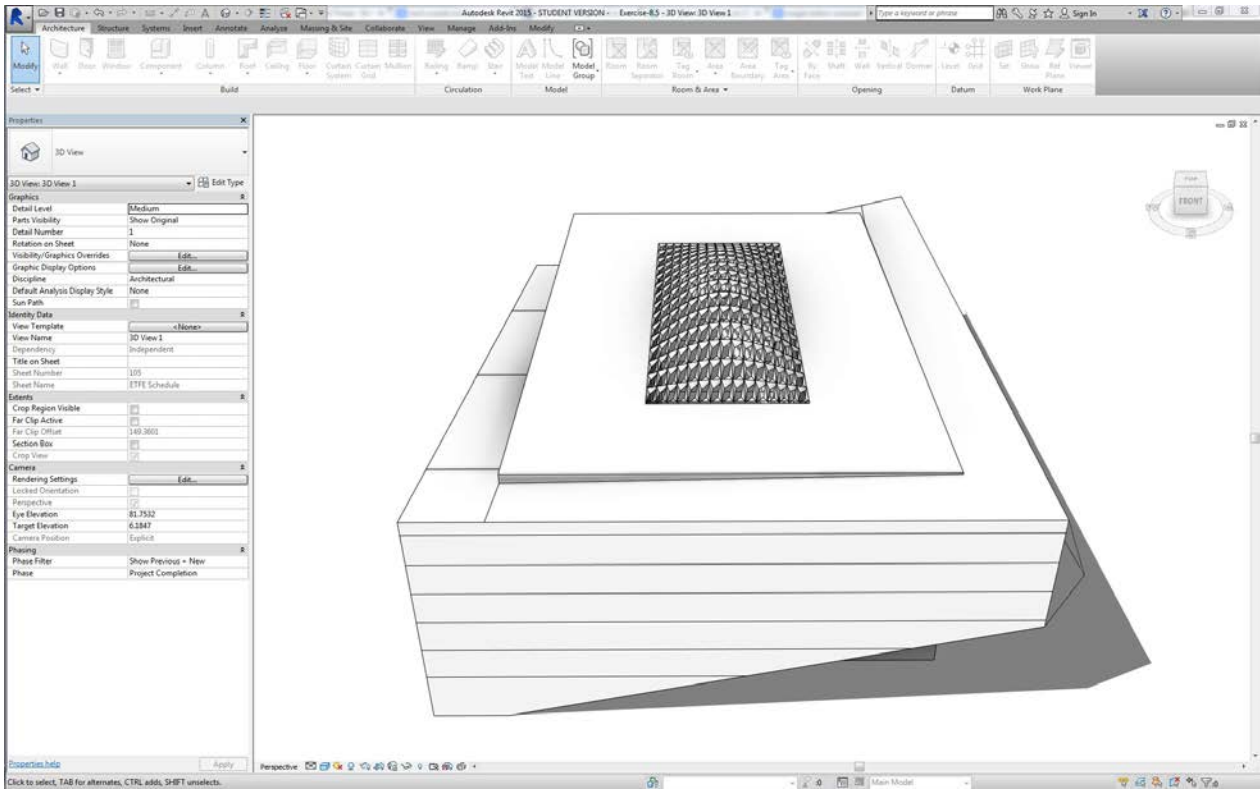 Autodesk Revit 2015 - STUDENT VERSION - Exercise-8.5 - 3D View: 3D View 1
Type a keyword or phrase
Sign In
Architecture Structure Systems Insert Annotate Analyze Massing & Site Collaborate View Manage Add-Ins Modify
Modify Wall Door Window Component Column Roof Ceiling Floor Curtain System Curtain Grid Mullion Railing Ramp Stair Model Text Model Line Model Group Room Room Separator Tag Room Area Area Boundary Tag Area By Face Shaft Wall Vertical Dormer Level Grid Set Show Ref Plane Viewer
Select Build Circulation Model Room & Area Opening Datum Work Plane
Properties
3D View
3D View: 3D View 1 Edit Type
Graphics
Detail Level Medium
Parts Visibility Show Original
Detail Number 1
Rotation on Sheet None
Visibility/Graphics Overrides Edit...
Graphic Display Options Edit...
Discipline Architectural
Default Analysis Display Style None
Sun Path
Identity Data
View Template <None>
View Name 3D View 1
Dependency Independent
Title on Sheet
Sheet Number 105
Sheet Name ETFE Schedule
Extents
Crop Region Visible
Far Clip Active
Far Clip Offset 149.3601
Section Box
Crop View
Camera
Rendering Settings Edit...
Locked Orientation
Perspective
Eye Elevation 81.7532
Target Elevation 6.1847
Camera Position Explicit
Phasing
Phase Filter Show Previous + New
Phase Project Completion
TOP
FRONT
Properties help Apply
Perspective
Click to select, TAB for alternates, CTRL adds, SHIFT unselects.
:0 Main Model
:0